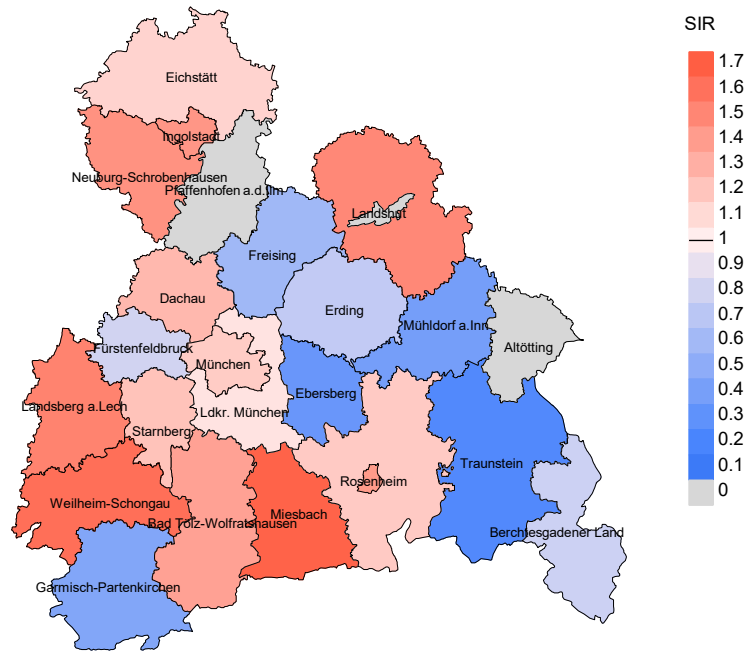 SIR
1.7
1.6
1.5
1.4
1.3
1.2
1.1
1
0.9
0.8
0.7
0.6
0.5
0.4
0.3
0.2
0.1
0
Eichstätt
Ingolstadt
Neuburg-Schrobenhausen
Pfaffenhofen a.d.Ilm
Landshut
Freising
Dachau
Erding
Mühldorf a.Inn
Fürstenfeldbruck
München
Altötting
Ebersberg
Landsberg a.Lech
Ldkr. München
Starnberg
Traunstein
Rosenheim
Weilheim-Schongau
Miesbach
Bad Tölz-Wolfratshausen
Berchtesgadener Land
Garmisch-Partenkirchen